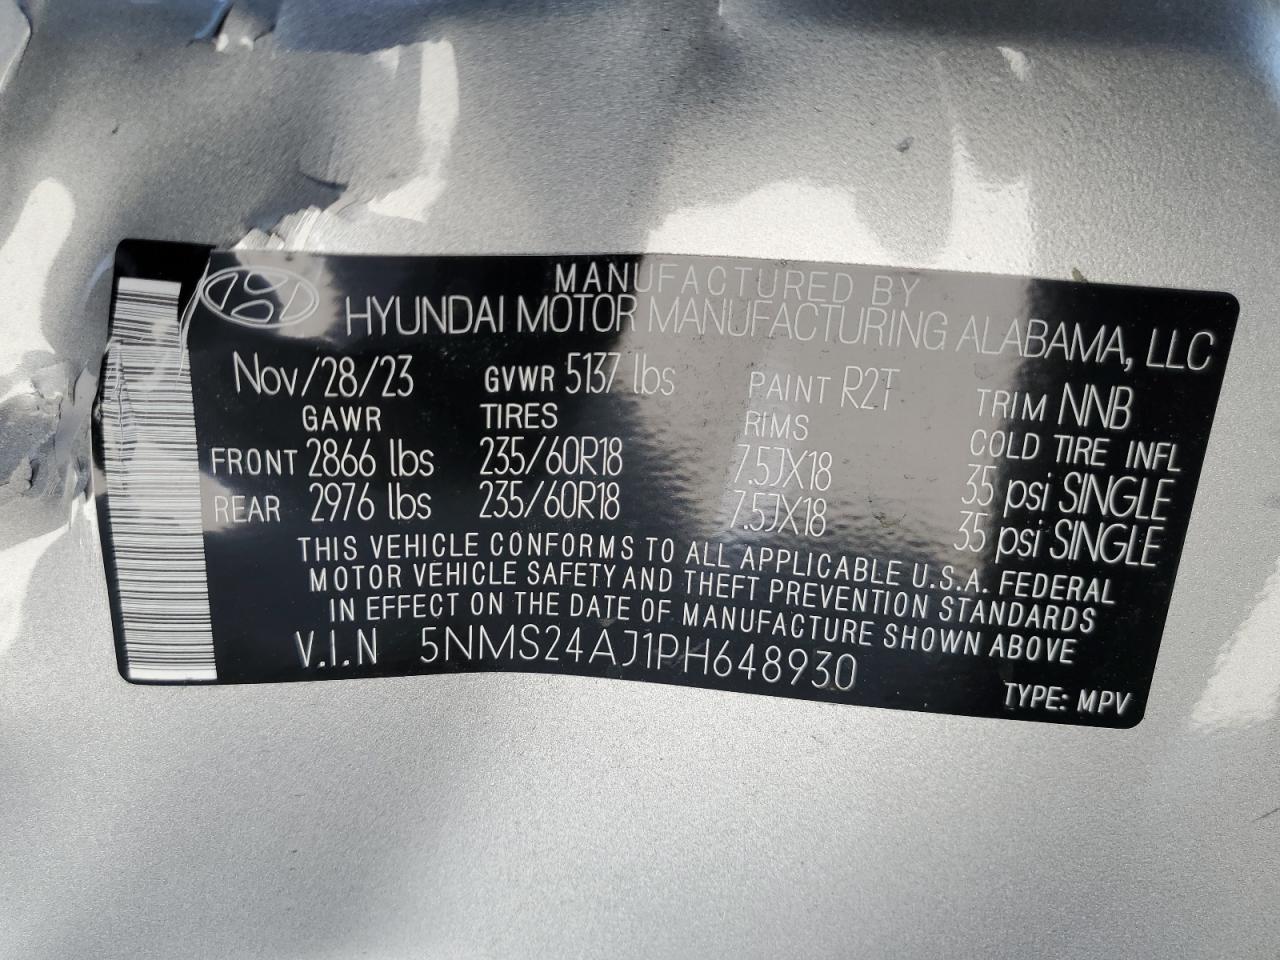 MANUFACTURED BY
HYUNDAI MOTOR MANUFACTURING ALABAMA, LLC
Nov/28/23 GVWR 5137 lbs PAINT R2T TRIM NNB
GAWR TIRES RIMS COLD TIRE INFL
FRONT 2866 lbs 235/60R18 7.5JX18 35 psi SINGLE
REAR 2976 lbs 235/60R18 7.5JX18 35 psi SINGLE
THIS VEHICLE CONFORMS TO ALL APPLICABLE U.S.A. FEDERAL
MOTOR VEHICLE SAFETY AND THEFT PREVENTION STANDARDS
IN EFFECT ON THE DATE OF MANUFACTURE SHOWN ABOVE
V.I.N 5NMS24AJ1PH648930
TYPE: MPV